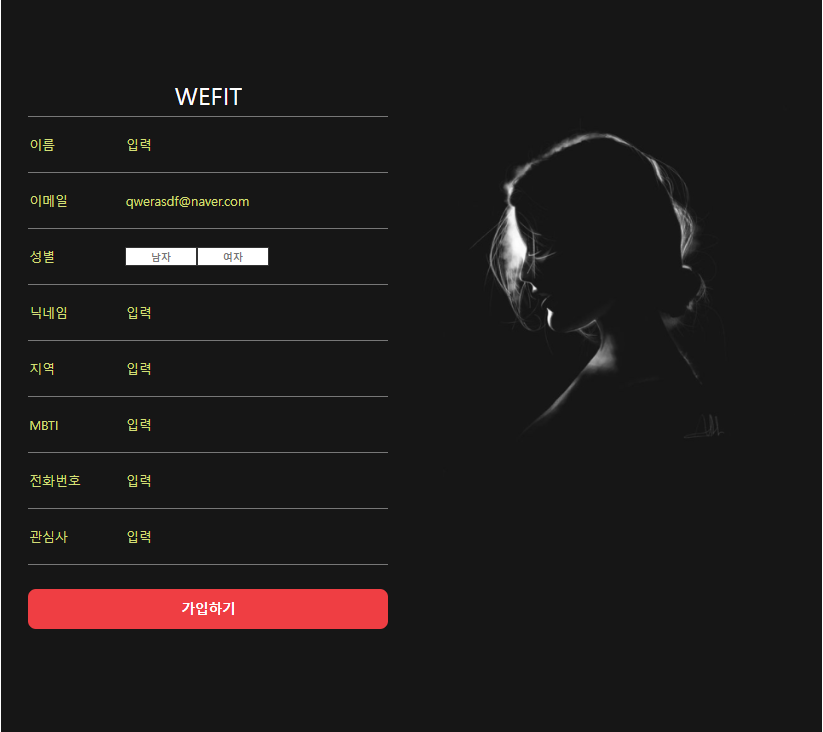 WEFIT
이름 입력
이메일 qwerasdf@naver.com
성별 남자 여자
닉네임 입력
지역 입력
MBTI 입력
전화번호 입력
관심사 입력
가입하기